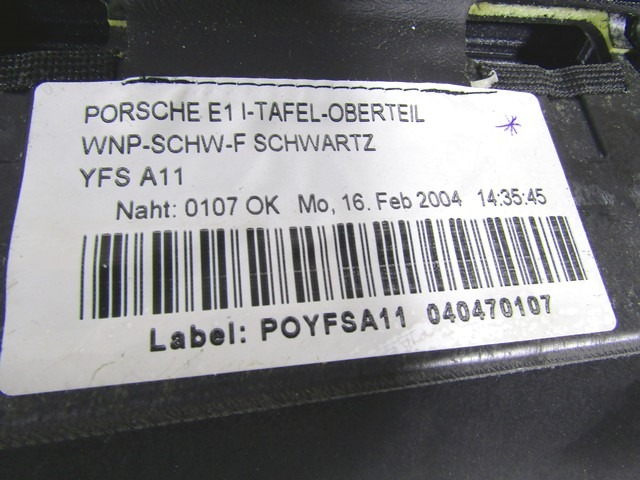 PORSCHE E1 I-TAFEL-OBERTEIL
WNP-SCHW-F SCHWARTZ
YFS A11
Naht: 0107 OK Mo, 16. Feb 2004 14:35:45
Label: POYFSA11 040470107